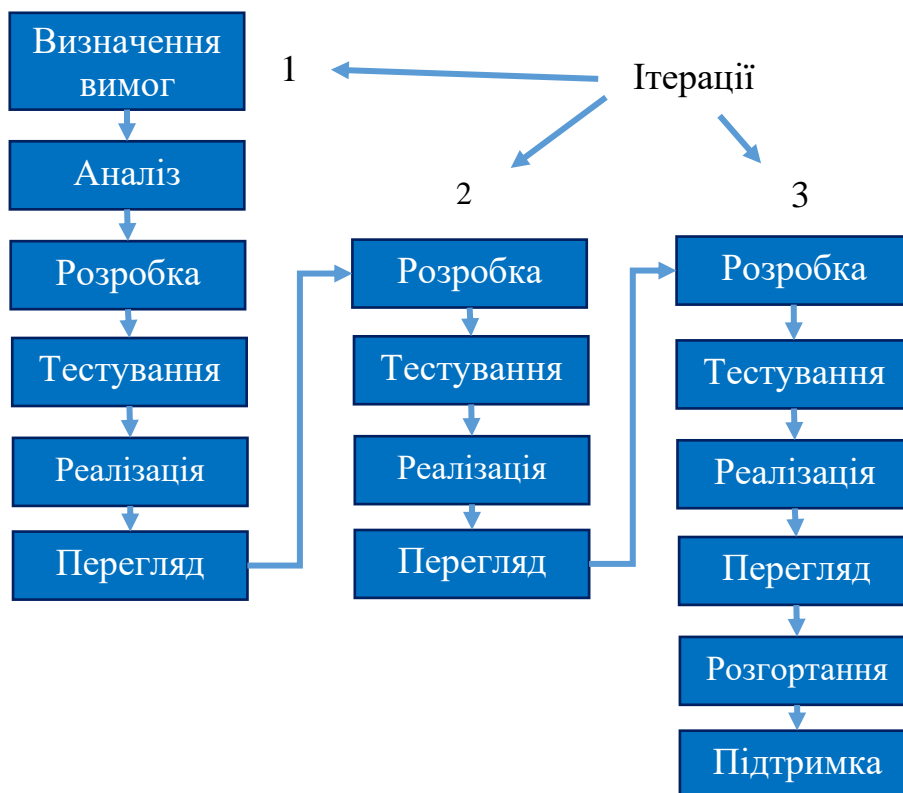 Визначення
вимог
1
Ітерації
Аналіз
2
3
Розробка
Тестування
Реалізація
Перегляд
Розробка
Тестування
Реалізація
Перегляд
Розробка
Тестування
Реалізація
Перегляд
Розгортання
Підтримка